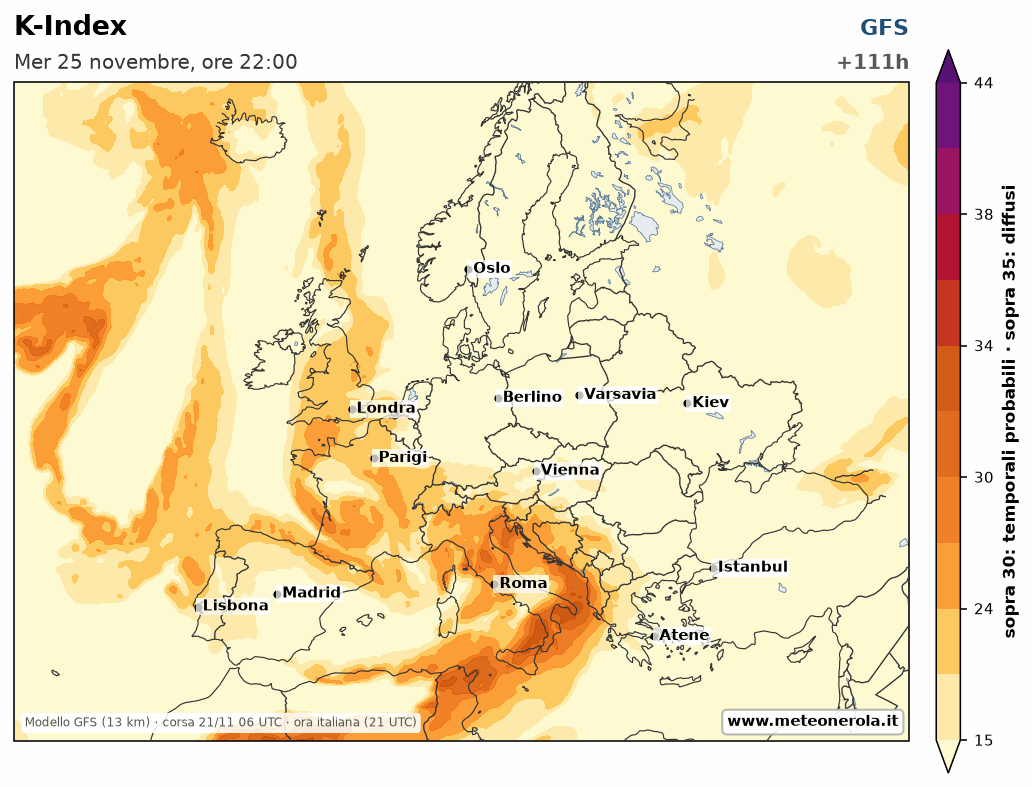 K-Index
GFS
Mer 25 novembre, ore 22:00
+111h
Oslo
Londra
Berlino
Varsavia
Kiev
Parigi
Vienna
Roma
Istanbul
Madrid
Lisbona
Atene
Modello GFS (13 km) · corsa 21/11 06 UTC · ora italiana (21 UTC)
www.meteonerola.it
44
38
34
30
24
15
sopra 30: temporali probabili · sopra 35: diffusi